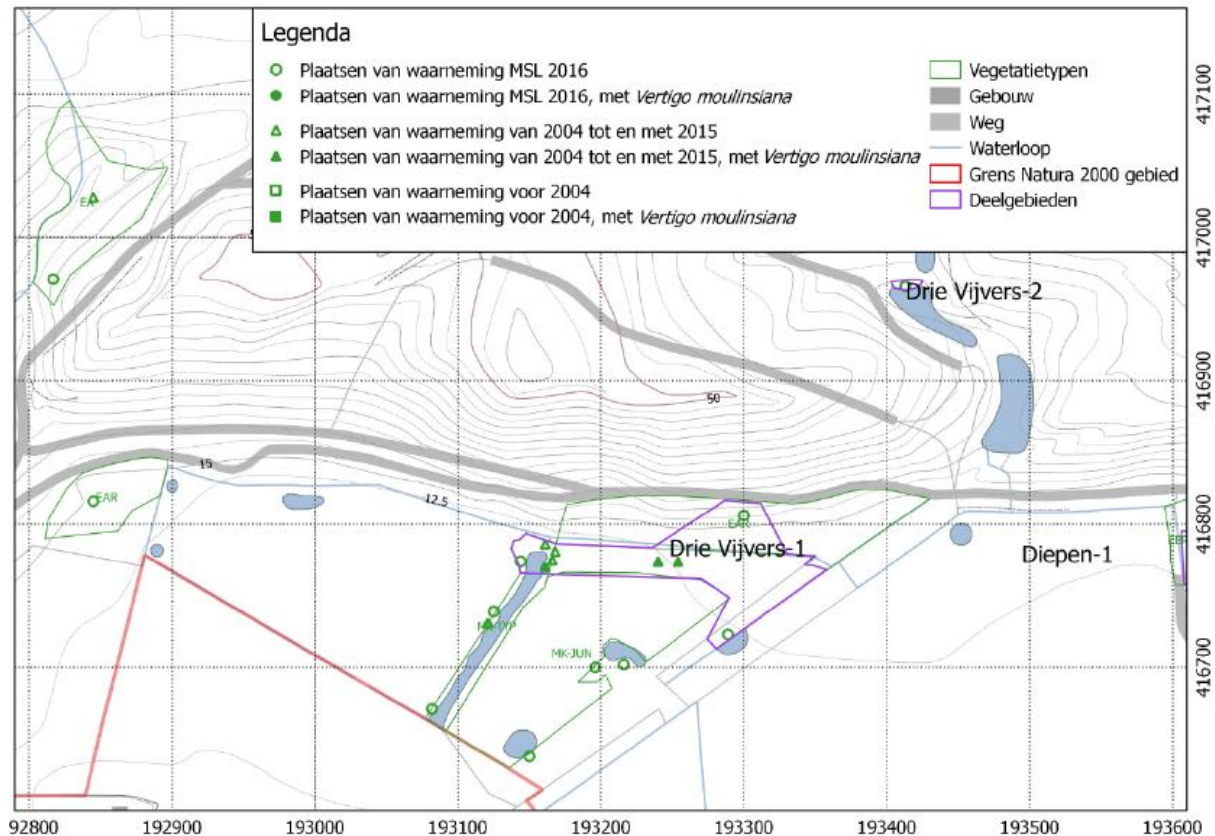 Legenda
Plaatsen van waarneming MSL 2016
Plaatsen van waarneming MSL 2016, met Vertigo moulinsiana
Plaatsen van waarneming van 2004 tot en met 2015
Plaatsen van waarneming van 2004 tot en met 2015, met Vertigo moulinsiana
Plaatsen van waarneming voor 2004
Plaatsen van waarneming voor 2004, met Vertigo moulinsiana
Vegetatietypen
Gebouw
Weg
Waterloop
Grens Natura 2000 gebied
Deelgebieden
417100
417000
416900
416800
416700
EA
Drie Vijvers-2
50
15
EAR
12.5
EAR
Drie Vijvers-1
Diepen-1
MK-JUN
192800
192900
193000
193100
193200
193300
193400
193500
193600